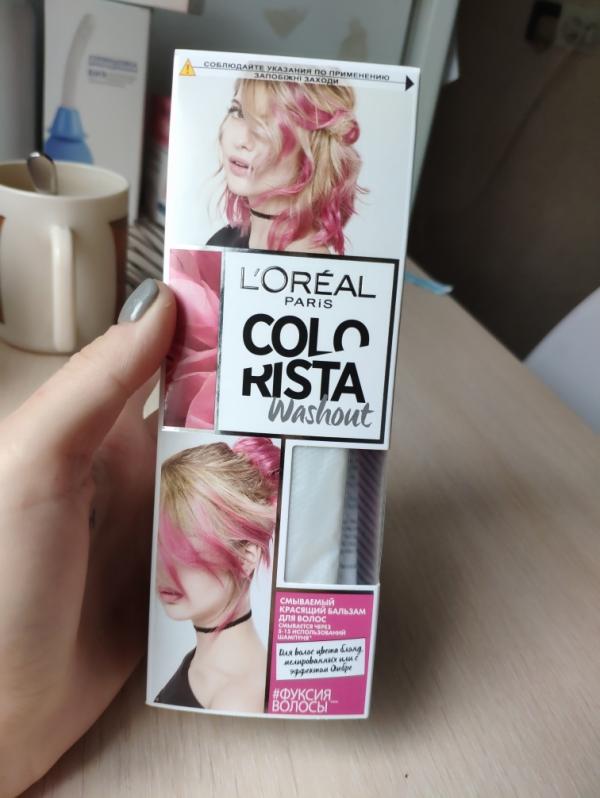 СОБЛЮДАЙТЕ УКАЗАНИЯ ПО ПРИМЕНЕНИЮ
ЗАПОБІЖНІ ЗАХОДИ
L'ORÉAL
PARIS
COLO
RISTA
Washout
СМЫВАЕМЫЙ
КРАСЯЩИЙ БАЛЬЗАМ
ДЛЯ ВОЛОС
СМЫВАЕТСЯ ЧЕРЕЗ
5-15 ИСПОЛЬЗОВАНИЙ
ШАМПУНЯ*
Для волос цвета блонд,
мелированных или с
эффектом Омбре
#ФУКСИЯ
ВОЛОСЫ